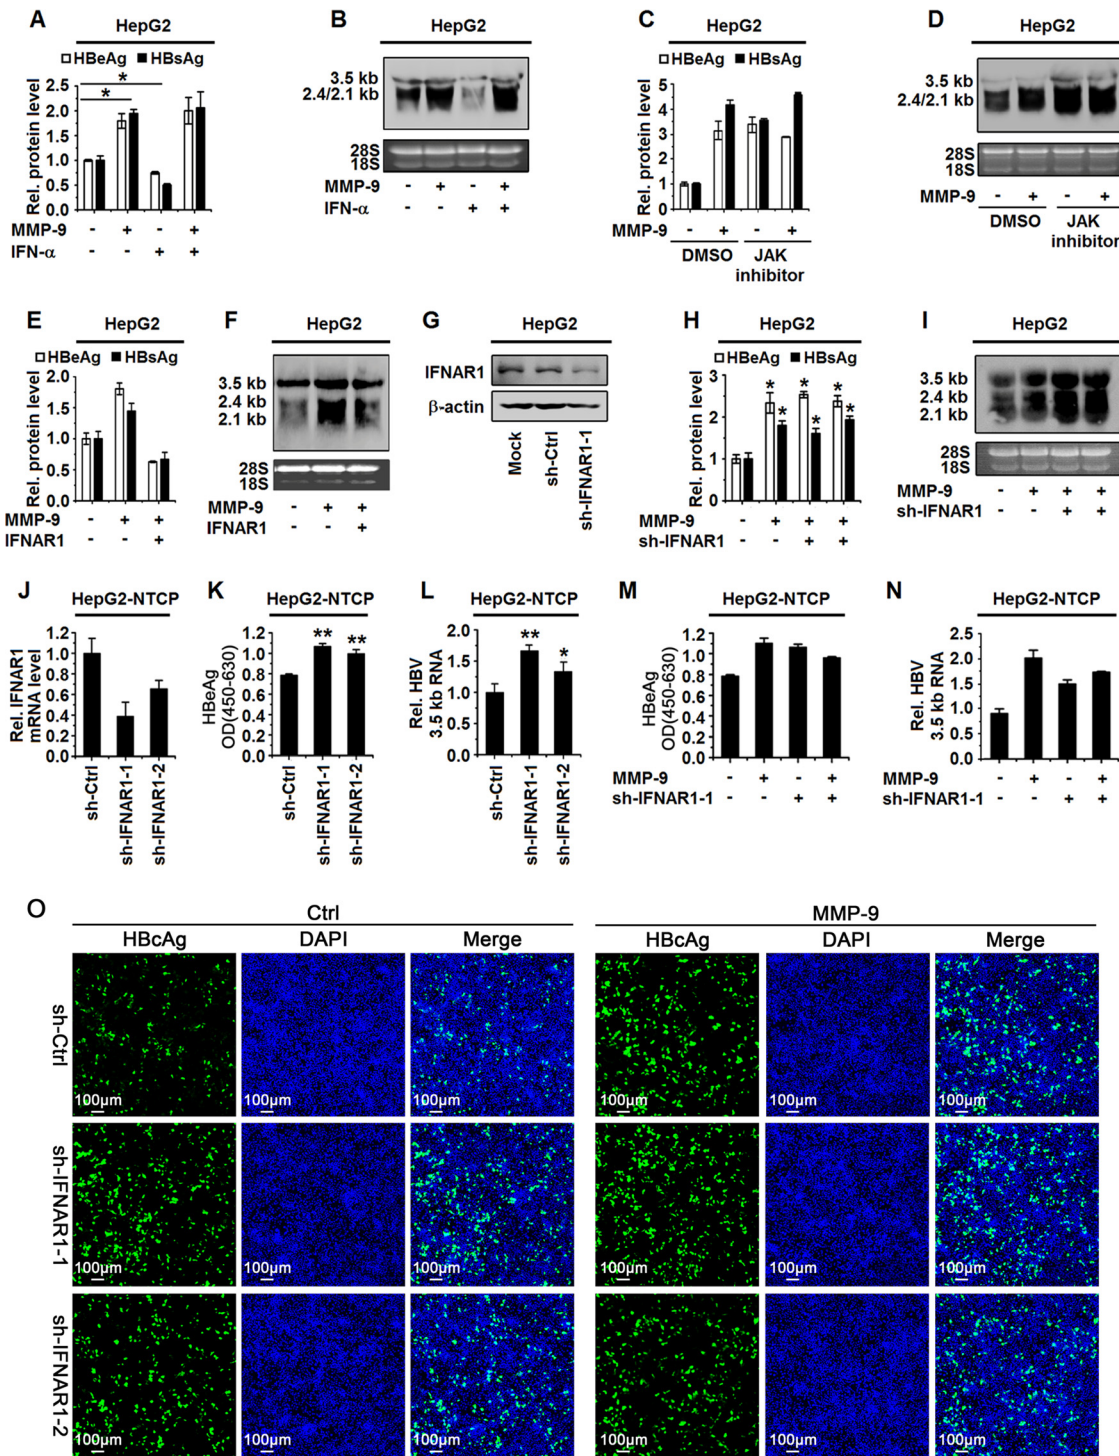 A
HepG2
HBeAg HBsAg
Rel. protein level
2.5
2.0
1.5
1.0
0.5
0.0
* *
MMP-9 - + - +
IFN-α - - + +
B
HepG2
3.5 kb
2.4/2.1 kb
28S
18S
MMP-9 - + - +
IFN-α - - + +
C
HepG2
HBeAg HBsAg
Rel. protein level
5
4
3
2
1
0
MMP-9 - + - +
DMSO JAK
inhibitor
D
HepG2
3.5 kb
2.4/2.1 kb
28S
18S
MMP-9 - + - +
DMSO JAK
inhibitor
E
HepG2
HBeAg HBsAg
Rel. protein level
2.0
1.5
1.0
0.5
0.0
MMP-9 - + +
IFNAR1 - - +
F
HepG2
3.5 kb
2.4 kb
2.1 kb
28S
18S
MMP-9 - + +
IFNAR1 - - +
G
HepG2
IFNAR1
β-actin
Mock
sh-Ctrl
sh-IFNAR1-1
H
HepG2
HBeAg HBsAg
Rel. protein level
3
2
1
0
* * * * * *
MMP-9 - + + +
sh-IFNAR1 - - + +
I
HepG2
3.5 kb
2.4 kb
2.1 kb
28S
18S
MMP-9 - + + +
sh-IFNAR1 - - + +
J
HepG2-NTCP
Rel. IFNAR1
mRNA level
1.2
1.0
0.8
0.6
0.4
0.2
0.0
sh-Ctrl
sh-IFNAR1-1
sh-IFNAR1-2
K
HepG2-NTCP
HBeAg
OD(450-630)
1.2
1.0
0.8
0.6
0.4
0.2
0.0
** **
sh-Ctrl
sh-IFNAR1-1
sh-IFNAR1-2
L
HepG2-NTCP
Rel. HBV
3.5 kb RNA
2.0
1.5
1.0
0.5
0.0
** *
sh-Ctrl
sh-IFNAR1-1
sh-IFNAR1-2
M
HepG2-NTCP
HBeAg
OD(450-630)
1.2
1.0
0.8
0.6
0.4
0.2
0.0
MMP-9 - + - +
sh-IFNAR1-1 - - + +
N
HepG2-NTCP
Rel. HBV
3.5 kb RNA
2.5
2.0
1.5
1.0
0.5
0.0
MMP-9 - + - +
sh-IFNAR1-1 - - + +
O
Ctrl MMP-9
HBcAg DAPI Merge HBcAg DAPI Merge
sh-Ctrl
100µm 100µm 100µm 100µm 100µm 100µm
sh-IFNAR1-1
100µm 100µm 100µm 100µm 100µm 100µm
sh-IFNAR1-2
100µm 100µm 100µm 100µm 100µm 100µm